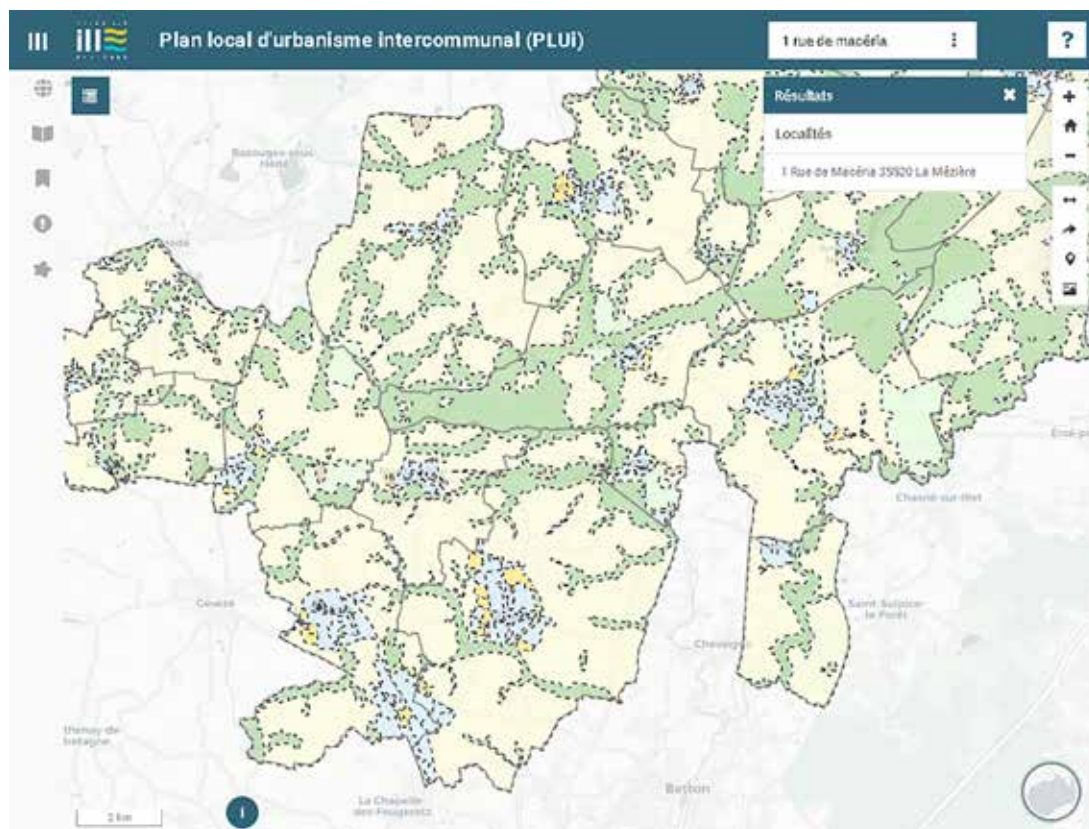 Plan local d'urbanisme intercommunal (PLUi)
1 rue de macéria
?
Résultats
Localités
1 Rue de Macéria 35520 La Mézière
Chasné-sur-Illet
Gévezé
Saint-Sulpice-
la-Forêt
Chevaigné
Betton
La Chapelle-
des-Fougeretz
2 km